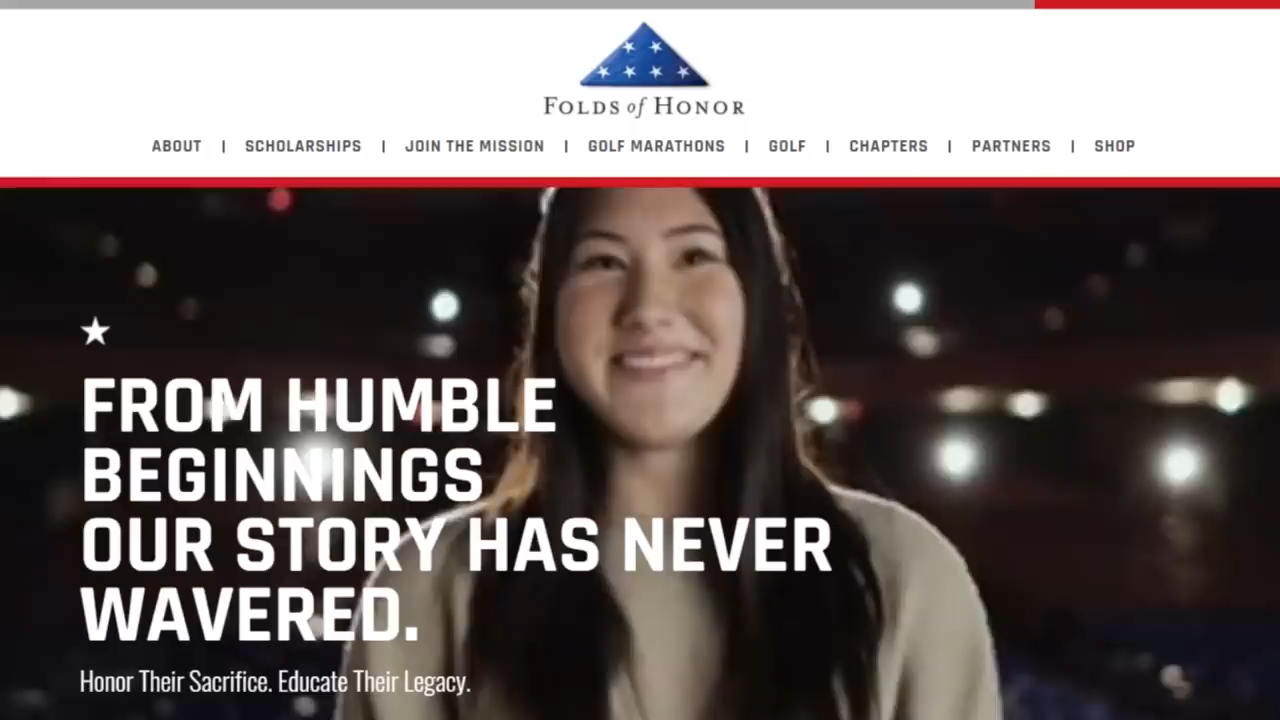 FOLDS of HONOR
ABOUT | SCHOLARSHIPS | JOIN THE MISSION | GOLF MARATHONS | GOLF | CHAPTERS | PARTNERS | SHOP
FROM HUMBLE
BEGINNINGS
OUR STORY HAS NEVER
WAVERED.
Honor Their Sacrifice. Educate Their Legacy.